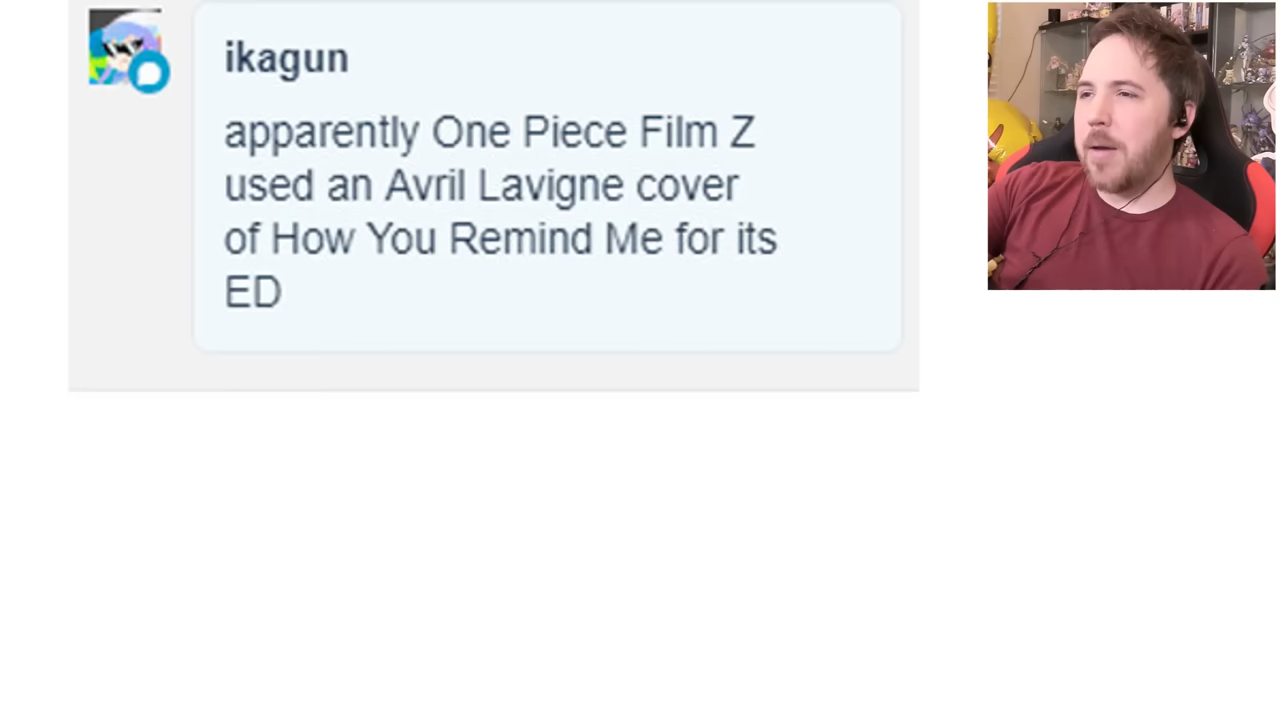 ikagun
apparently One Piece Film Z
used an Avril Lavigne cover
of How You Remind Me for its
ED